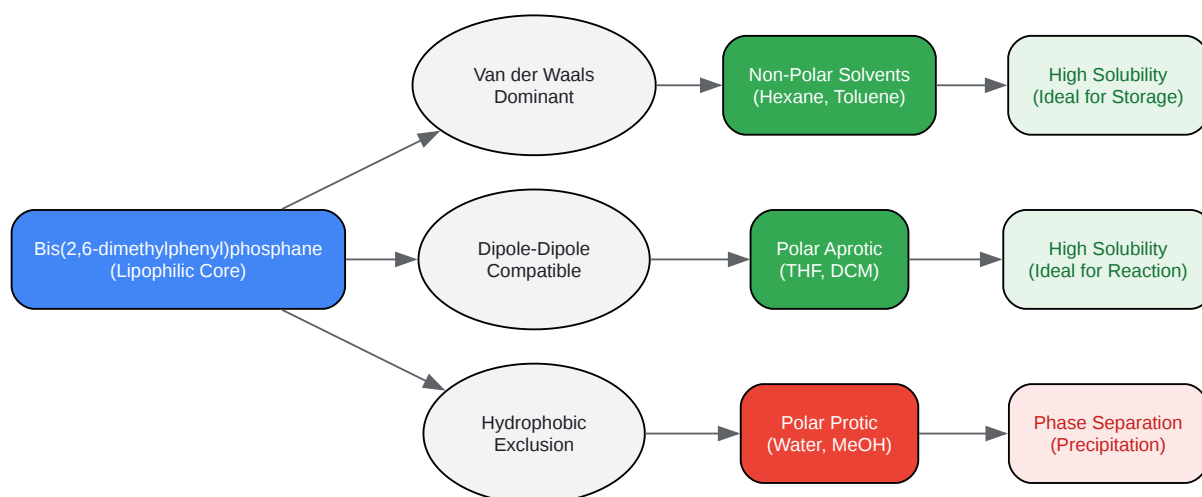 Van der Waals
Dominant
Non-Polar Solvents
(Hexane, Toluene)
High Solubility
(Ideal for Storage)
Bis(2,6-dimethylphenyl)phosphane
(Lipophilic Core)
Dipole-Dipole
Compatible
Polar Aprotic
(THF, DCM)
High Solubility
(Ideal for Reaction)
Hydrophobic
Exclusion
Polar Protic
(Water, MeOH)
Phase Separation
(Precipitation)